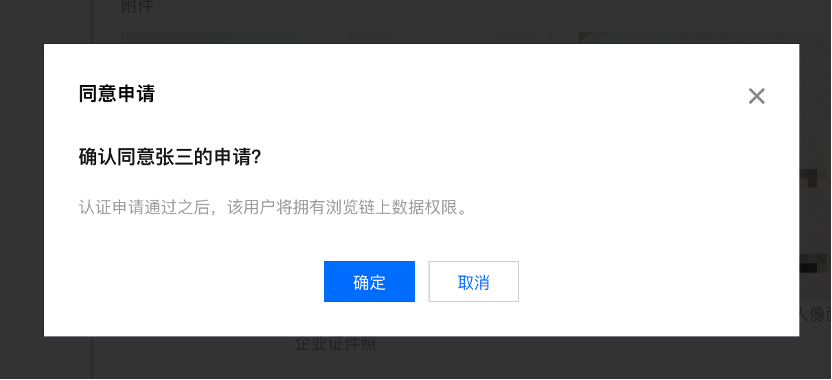 附件
同意申请
确认同意张三的申请?
认证申请通过之后，该用户将拥有浏览链上数据权限。
确定
取消
人像面
企业证件照